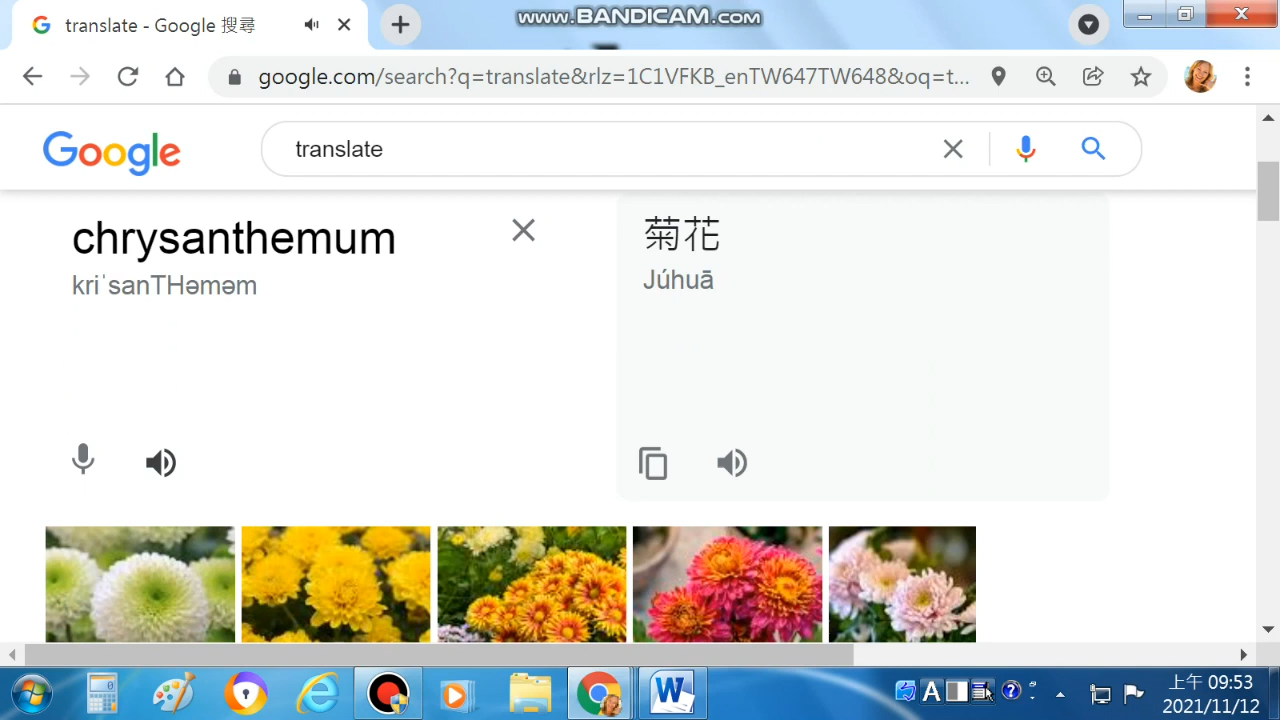 www.BANDICAM.com
translate - Google 搜尋
google.com/search?q=translate&rlz=1C1VFKB_enTW647TW648&oq=t...
Google
translate
chrysanthemum
kriˈsanTHəməm
菊花
Júhuā
A
上午 09:53
2021/11/12